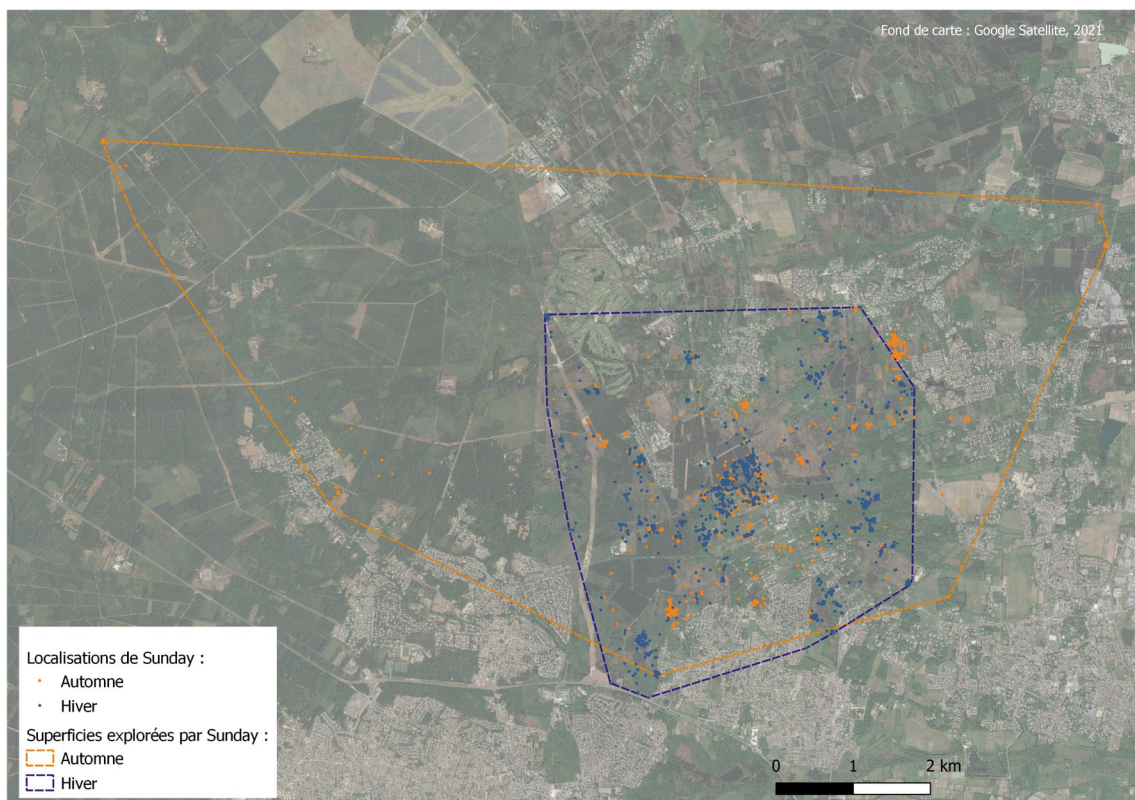 Fond de carte : Google Satellite, 2021
Localisations de Sunday :
Automne
Hiver
Superficies explorées par Sunday :
Automne
Hiver
0 1 2 km